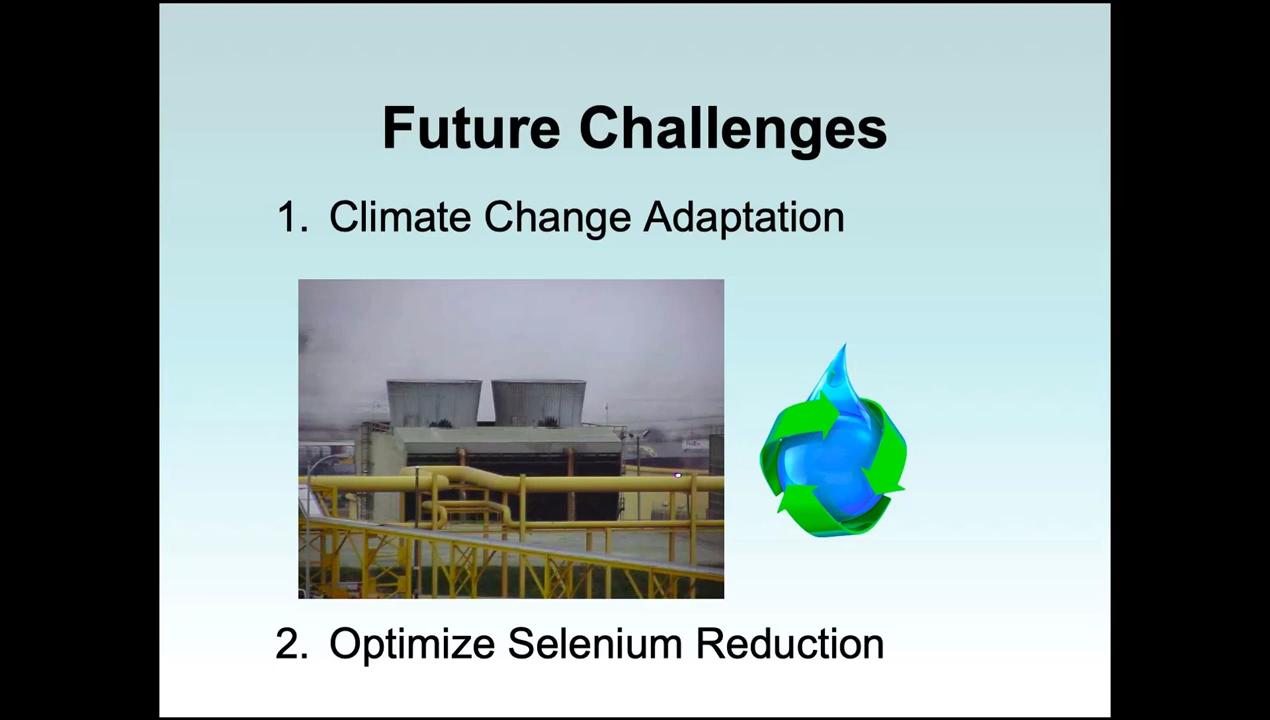 Future Challenges
1. Climate Change Adaptation
2. Optimize Selenium Reduction